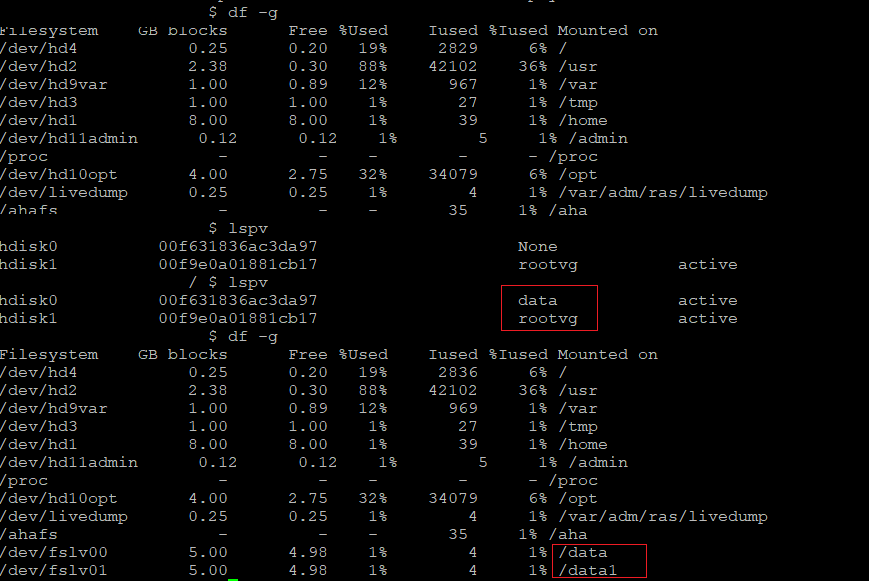 $ df -g
Filesystem GB blocks Free %Used Iused %Iused Mounted on
/dev/hd4 0.25 0.20 19% 2829 6% /
/dev/hd2 2.38 0.30 88% 42102 36% /usr
/dev/hd9var 1.00 0.89 12% 967 1% /var
/dev/hd3 1.00 1.00 1% 27 1% /tmp
/dev/hd1 8.00 8.00 1% 39 1% /home
/dev/hd11admin 0.12 0.12 1% 5 1% /admin
/proc - - - - - /proc
/dev/hd10opt 4.00 2.75 32% 34079 6% /opt
/dev/livedump 0.25 0.25 1% 4 1% /var/adm/ras/livedump
/ahafs - - - 35 1% /aha
$ lspv
hdisk0 00f631836ac3da97 None
hdisk1 00f9e0a01881cb17 rootvg active
/ $ lspv
hdisk0 00f631836ac3da97 data active
hdisk1 00f9e0a01881cb17 rootvg active
$ df -g
Filesystem GB blocks Free %Used Iused %Iused Mounted on
/dev/hd4 0.25 0.20 19% 2836 6% /
/dev/hd2 2.38 0.30 88% 42102 36% /usr
/dev/hd9var 1.00 0.89 12% 969 1% /var
/dev/hd3 1.00 1.00 1% 27 1% /tmp
/dev/hd1 8.00 8.00 1% 39 1% /home
/dev/hd11admin 0.12 0.12 1% 5 1% /admin
/proc - - - - - /proc
/dev/hd10opt 4.00 2.75 32% 34079 6% /opt
/dev/livedump 0.25 0.25 1% 4 1% /var/adm/ras/livedump
/ahafs - - - 35 1% /aha
/dev/fslv00 5.00 4.98 1% 4 1% /data
/dev/fslv01 5.00 4.98 1% 4 1% /data1